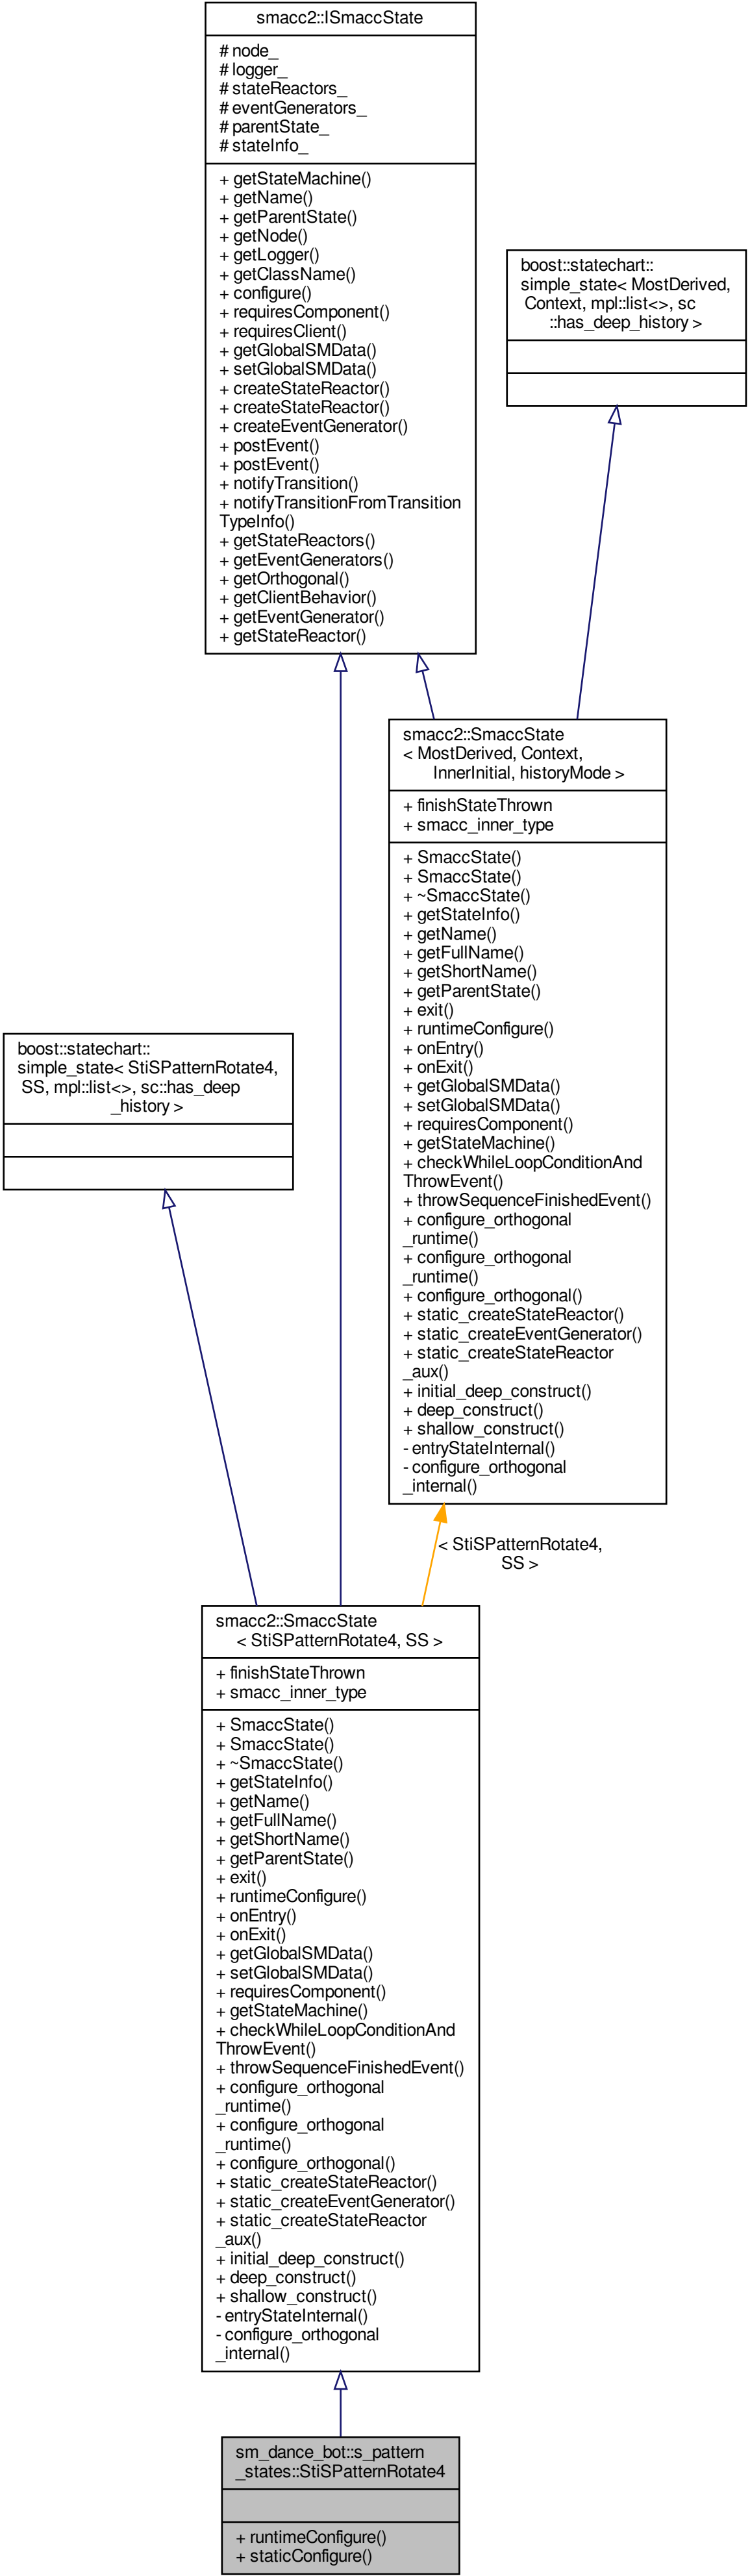 smacc2::ISmaccState
# node_
# logger_
# stateReactors_
# eventGenerators_
# parentState_
# stateInfo_
+ getStateMachine()
+ getName()
+ getParentState()
+ getNode()
+ getLogger()
+ getClassName()
+ configure()
+ requiresComponent()
+ requiresClient()
+ getGlobalSMData()
+ setGlobalSMData()
+ createStateReactor()
+ createStateReactor()
+ createEventGenerator()
+ postEvent()
+ postEvent()
+ notifyTransition()
+ notifyTransitionFromTransition
TypeInfo()
+ getStateReactors()
+ getEventGenerators()
+ getOrthogonal()
+ getClientBehavior()
+ getEventGenerator()
+ getStateReactor()
boost::statechart::
simple_state< MostDerived,
Context, mpl::list<>, sc
::has_deep_history >
smacc2::SmaccState
< MostDerived, Context,
InnerInitial, historyMode >
+ finishStateThrown
+ smacc_inner_type
+ SmaccState()
+ SmaccState()
+ ~SmaccState()
+ getStateInfo()
+ getName()
+ getFullName()
+ getShortName()
+ getParentState()
+ exit()
+ runtimeConfigure()
+ onEntry()
+ onExit()
+ getGlobalSMData()
+ setGlobalSMData()
+ requiresComponent()
+ getStateMachine()
+ checkWhileLoopConditionAnd
ThrowEvent()
+ throwSequenceFinishedEvent()
+ configure_orthogonal
_runtime()
+ configure_orthogonal
_runtime()
+ configure_orthogonal()
+ static_createStateReactor()
+ static_createEventGenerator()
+ static_createStateReactor
_aux()
+ initial_deep_construct()
+ deep_construct()
+ shallow_construct()
- entryStateInternal()
- configure_orthogonal
_internal()
boost::statechart::
simple_state< StiSPatternRotate4,
SS, mpl::list<>, sc::has_deep
_history >
< StiSPatternRotate4,
SS >
smacc2::SmaccState
< StiSPatternRotate4, SS >
+ finishStateThrown
+ smacc_inner_type
+ SmaccState()
+ SmaccState()
+ ~SmaccState()
+ getStateInfo()
+ getName()
+ getFullName()
+ getShortName()
+ getParentState()
+ exit()
+ runtimeConfigure()
+ onEntry()
+ onExit()
+ getGlobalSMData()
+ setGlobalSMData()
+ requiresComponent()
+ getStateMachine()
+ checkWhileLoopConditionAnd
ThrowEvent()
+ throwSequenceFinishedEvent()
+ configure_orthogonal
_runtime()
+ configure_orthogonal
_runtime()
+ configure_orthogonal()
+ static_createStateReactor()
+ static_createEventGenerator()
+ static_createStateReactor
_aux()
+ initial_deep_construct()
+ deep_construct()
+ shallow_construct()
- entryStateInternal()
- configure_orthogonal
_internal()
sm_dance_bot::s_pattern
_states::StiSPatternRotate4
+ runtimeConfigure()
+ staticConfigure()